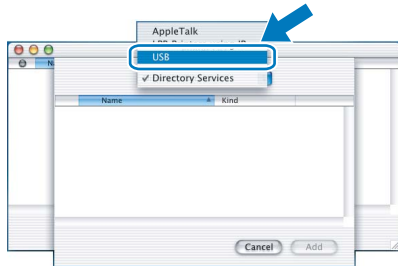 AppleTalk
USB
✓ Directory Services
Name Kind
Cancel Add